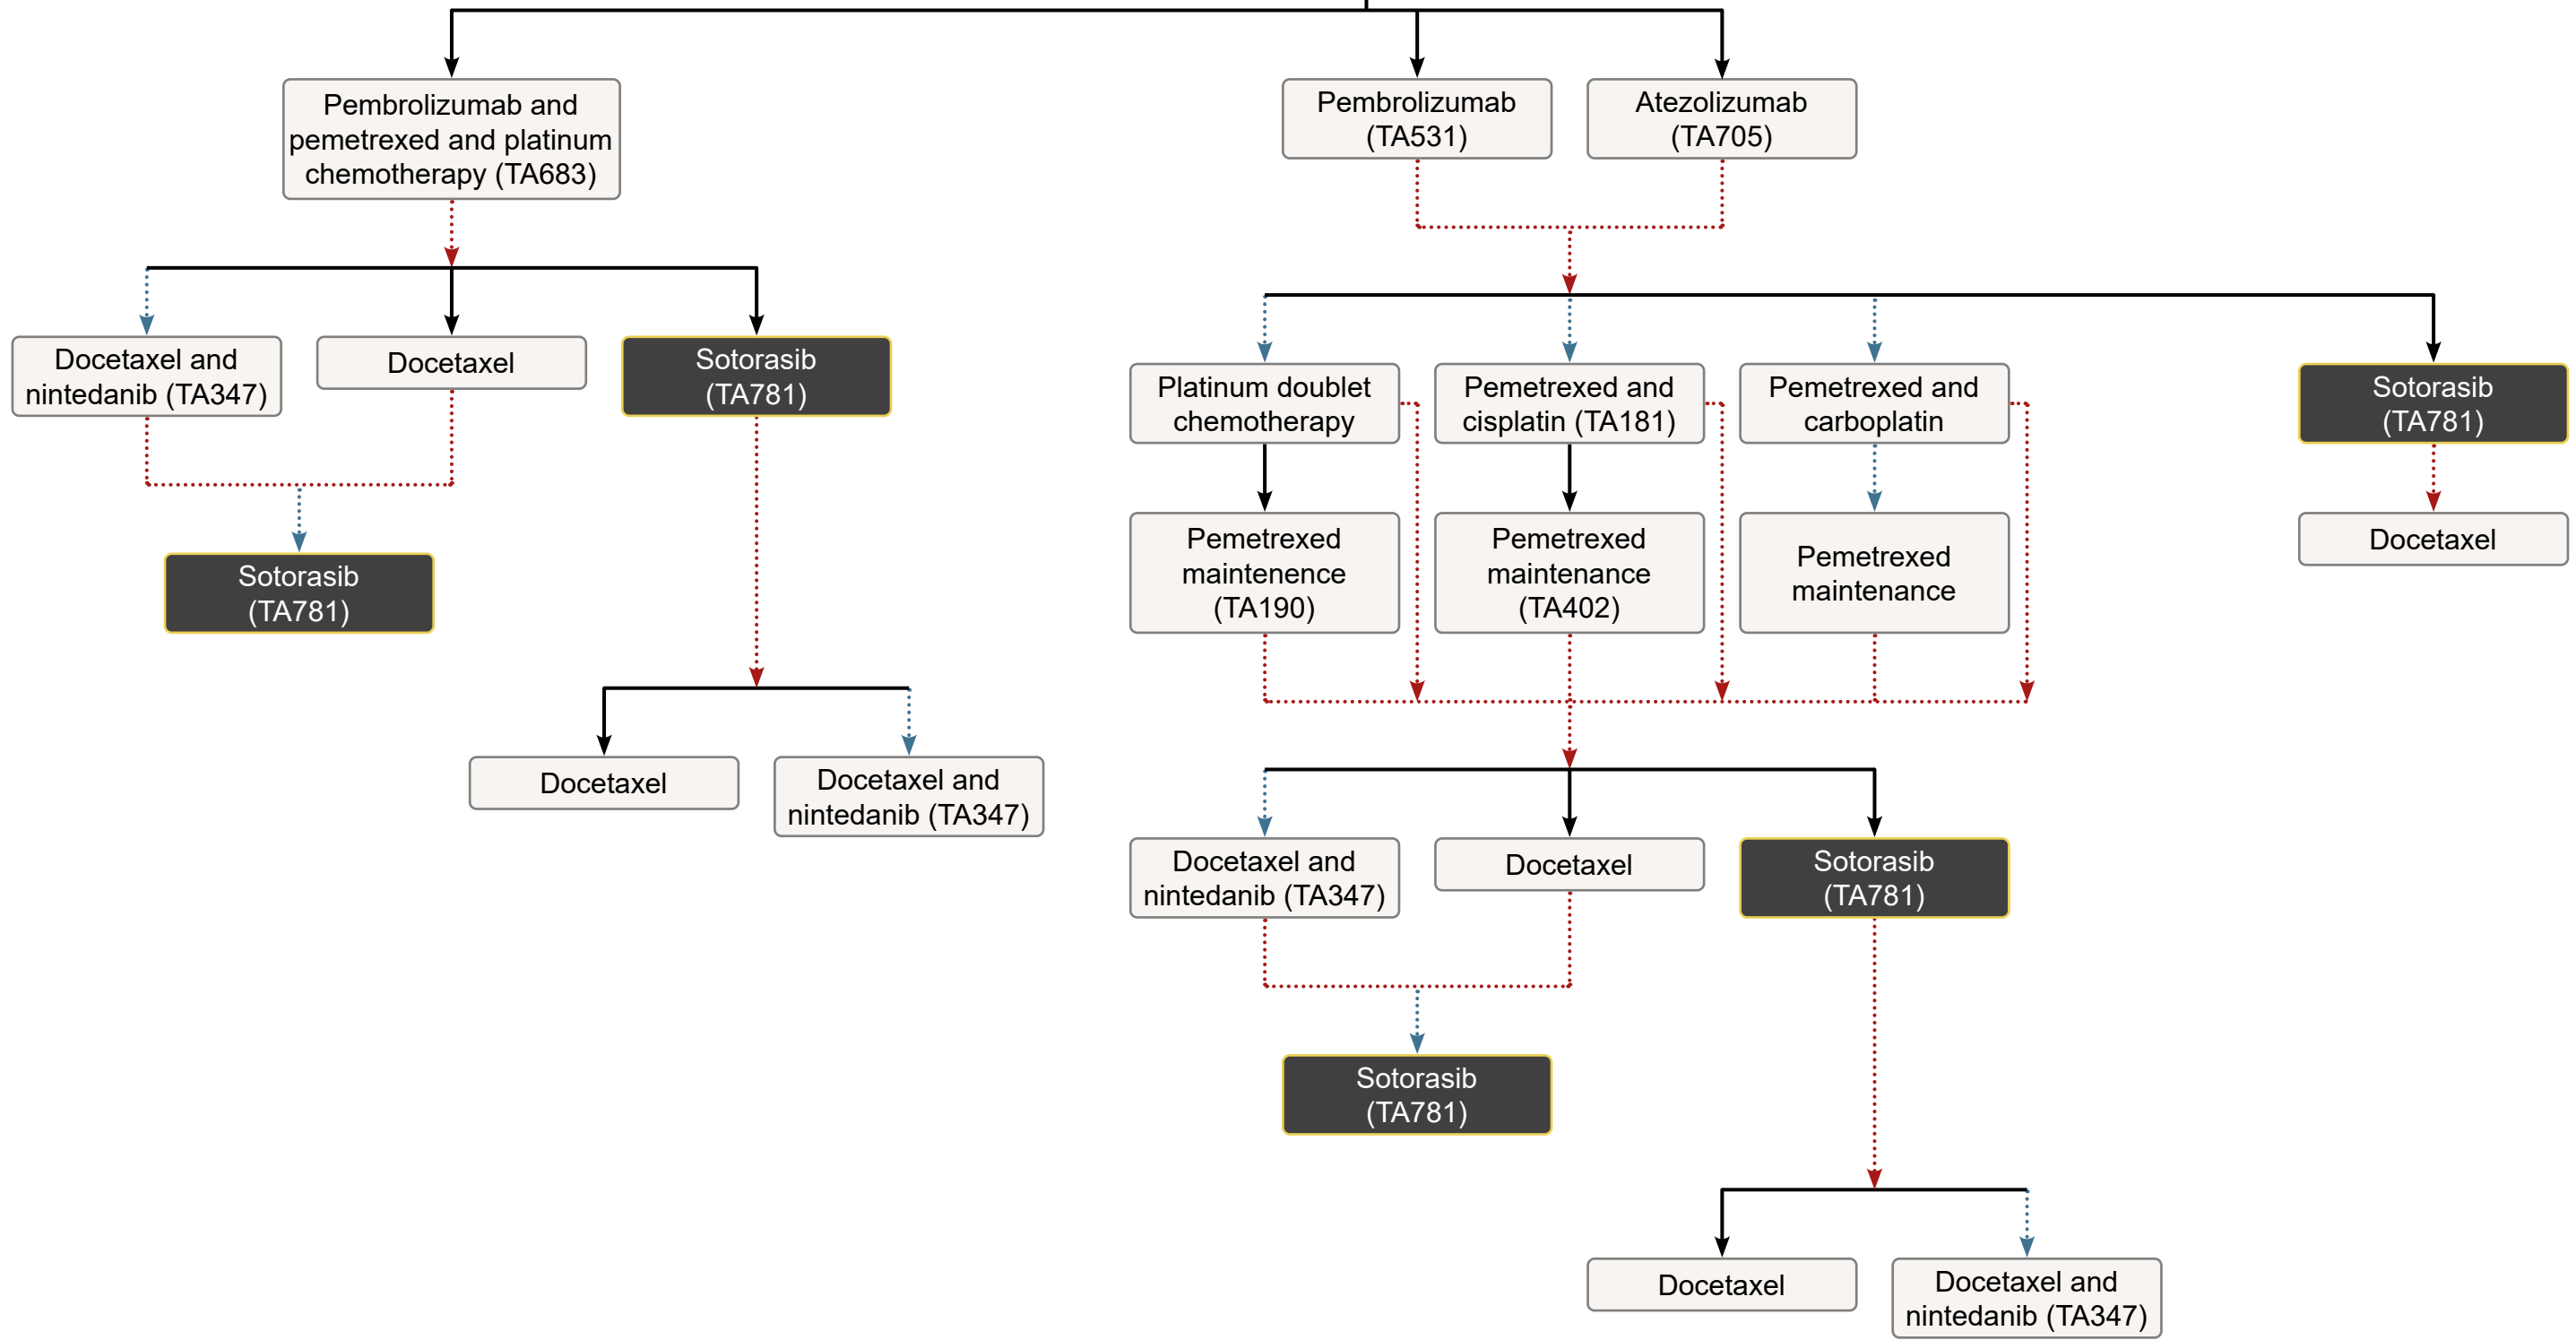 Pembrolizumab and
pemetrexed and platinum
chemotherapy (TA683)
Pembrolizumab
(TA531)
Atezolizumab
(TA705)
Docetaxel and
nintedanib (TA347)
Docetaxel
Sotorasib
(TA781)
Platinum doublet
chemotherapy
Pemetrexed and
cisplatin (TA181)
Pemetrexed and
carboplatin
Sotorasib
(TA781)
Pemetrexed
maintenence
(TA190)
Pemetrexed
maintenance
(TA402)
Pemetrexed
maintenance
Docetaxel
Sotorasib
(TA781)
Docetaxel
Docetaxel and
nintedanib (TA347)
Docetaxel and
nintedanib (TA347)
Docetaxel
Sotorasib
(TA781)
Sotorasib
(TA781)
Docetaxel
Docetaxel and
nintedanib (TA347)